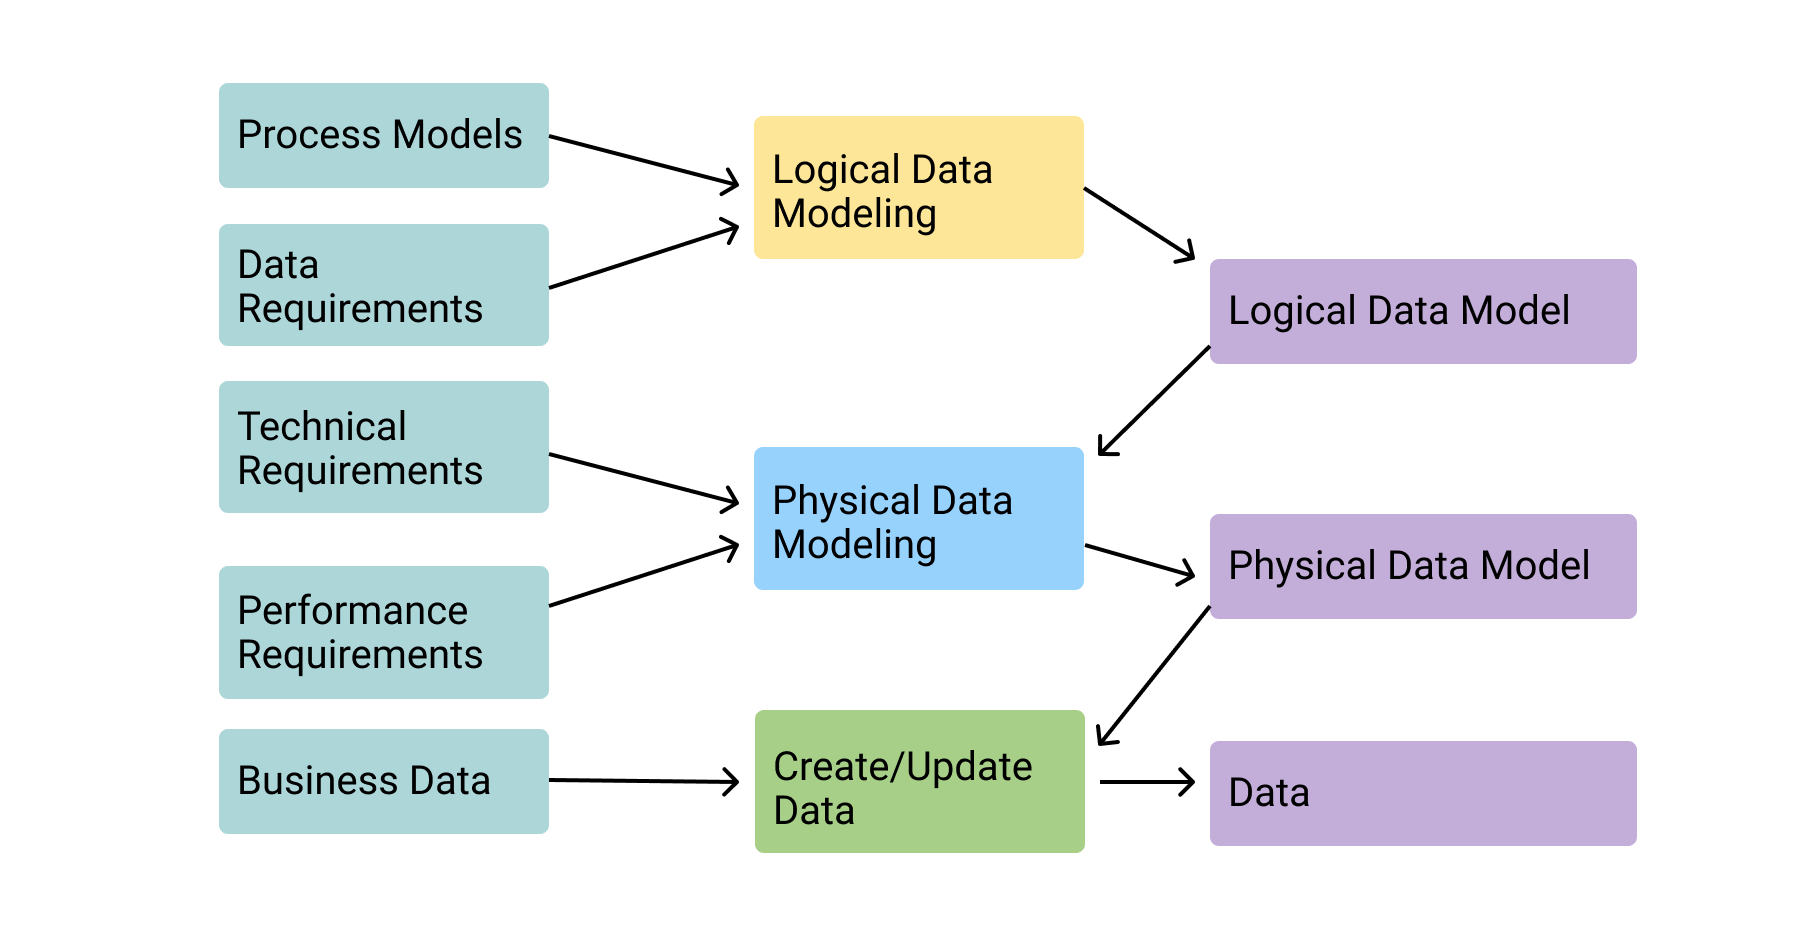 Process Models
Data
Requirements
Technical
Requirements
Performance
Requirements
Business Data
Logical Data
Modeling
Physical Data
Modeling
Create/Update
Data
Logical Data Model
Physical Data Model
Data